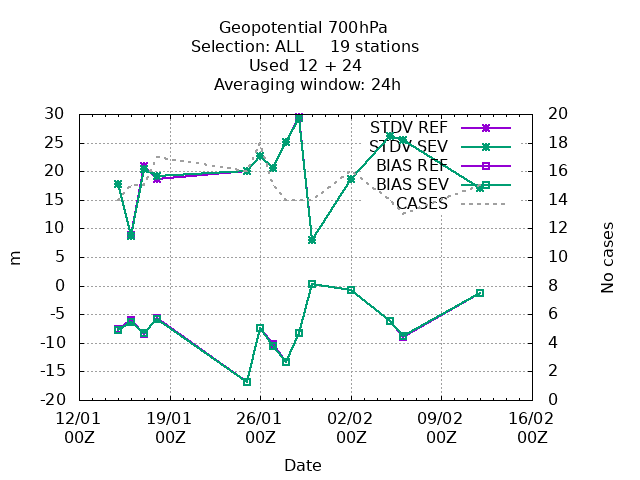 Geopotential 700hPa
Selection: ALL 19 stations
Used 12 + 24
Averaging window: 24h
STDV REF
STDV SEV
BIAS REF
BIAS SEV
CASES
30
25
20
15
10
5
0
-5
-10
-15
-20
m
20
18
16
14
12
10
8
6
4
2
0
No cases
12/01 19/01 26/01 02/02 09/02 16/02
00Z 00Z 00Z 00Z 00Z 00Z
Date